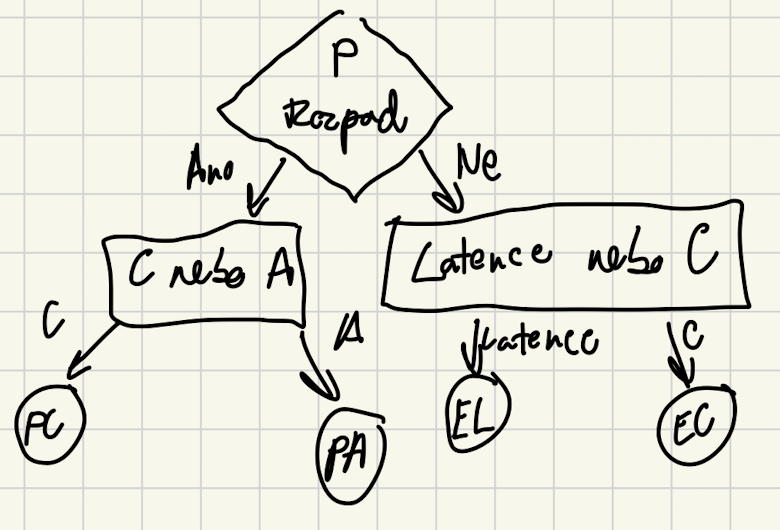 P
Rozpad
Ano
Ne
C nebo A
Latence nebo C
C
A
Latence
C
PC
PA
EL
EC